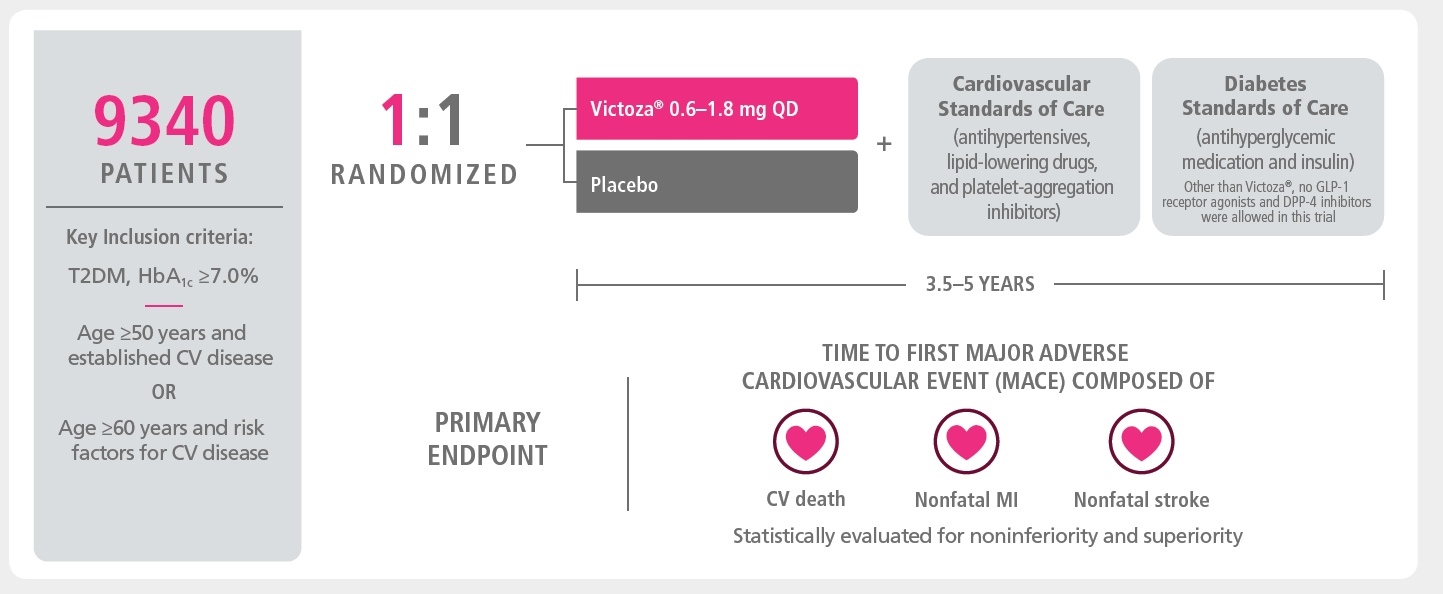 9340
PATIENTS
Key Inclusion criteria:
T2DM, HbA1c ≥7.0%
Age ≥50 years and
established CV disease
OR
Age ≥60 years and risk
factors for CV disease
1:1
RANDOMIZED
Victoza® 0.6–1.8 mg QD
Placebo
+
Cardiovascular
Standards of Care
(antihypertensives,
lipid-lowering drugs,
and platelet-aggregation
inhibitors)
Diabetes
Standards of Care
(antihyperglycemic
medication and insulin)
Other than Victoza®, no GLP-1
receptor agonists and DPP-4 inhibitors
were allowed in this trial
3.5–5 YEARS
PRIMARY
ENDPOINT
TIME TO FIRST MAJOR ADVERSE
CARDIOVASCULAR EVENT (MACE) COMPOSED OF
CV death
Nonfatal MI
Nonfatal stroke
Statistically evaluated for noninferiority and superiority